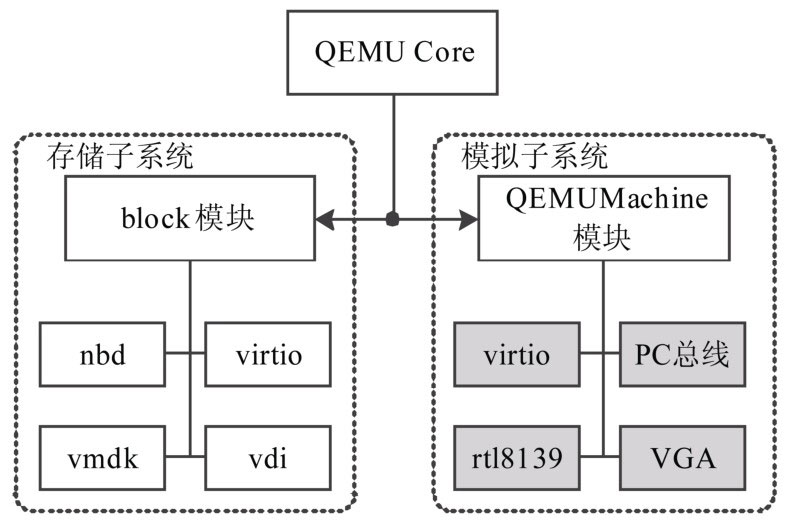 QEMU Core
存储子系统
block模块
nbd
virtio
vmdk
vdi
模拟子系统
QEMUMachine
模块
virtio
PC总线
rtl8139
VGA